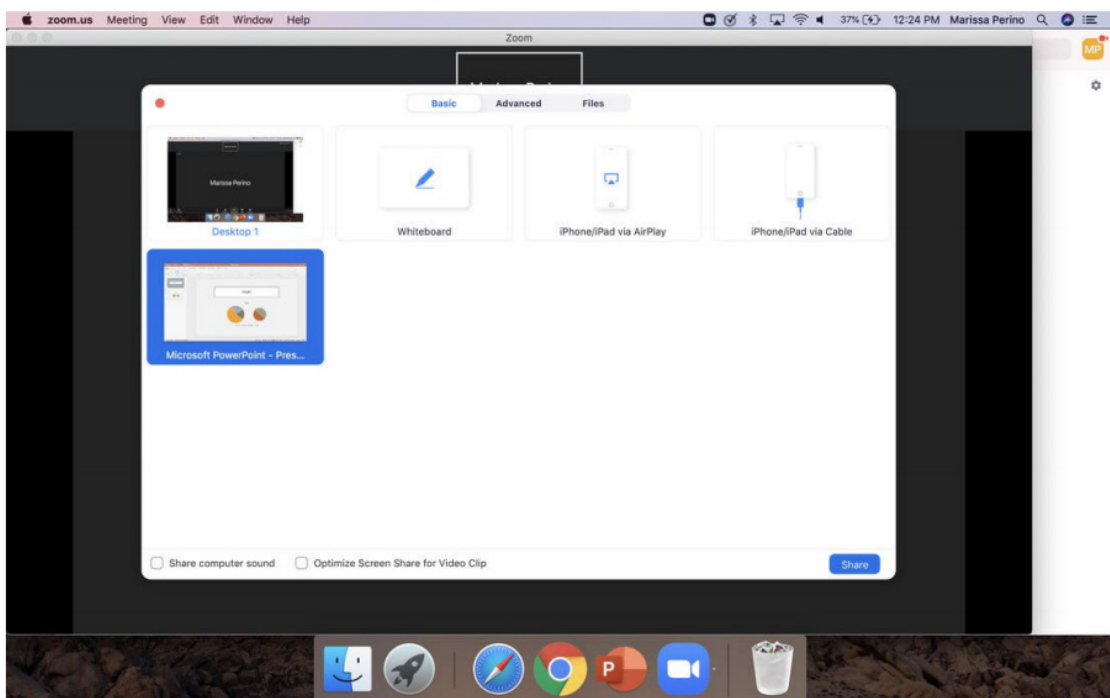 zoom.us Meeting View Edit Window Help 37% 12:24 PM Marissa Perino
Zoom
MP
Basic Advanced Files
Marissa Perino
Desktop 1 Whiteboard iPhone/iPad via AirPlay iPhone/iPad via Cable
Microsoft PowerPoint - Pres...
Share computer sound Optimize Screen Share for Video Clip Share
P